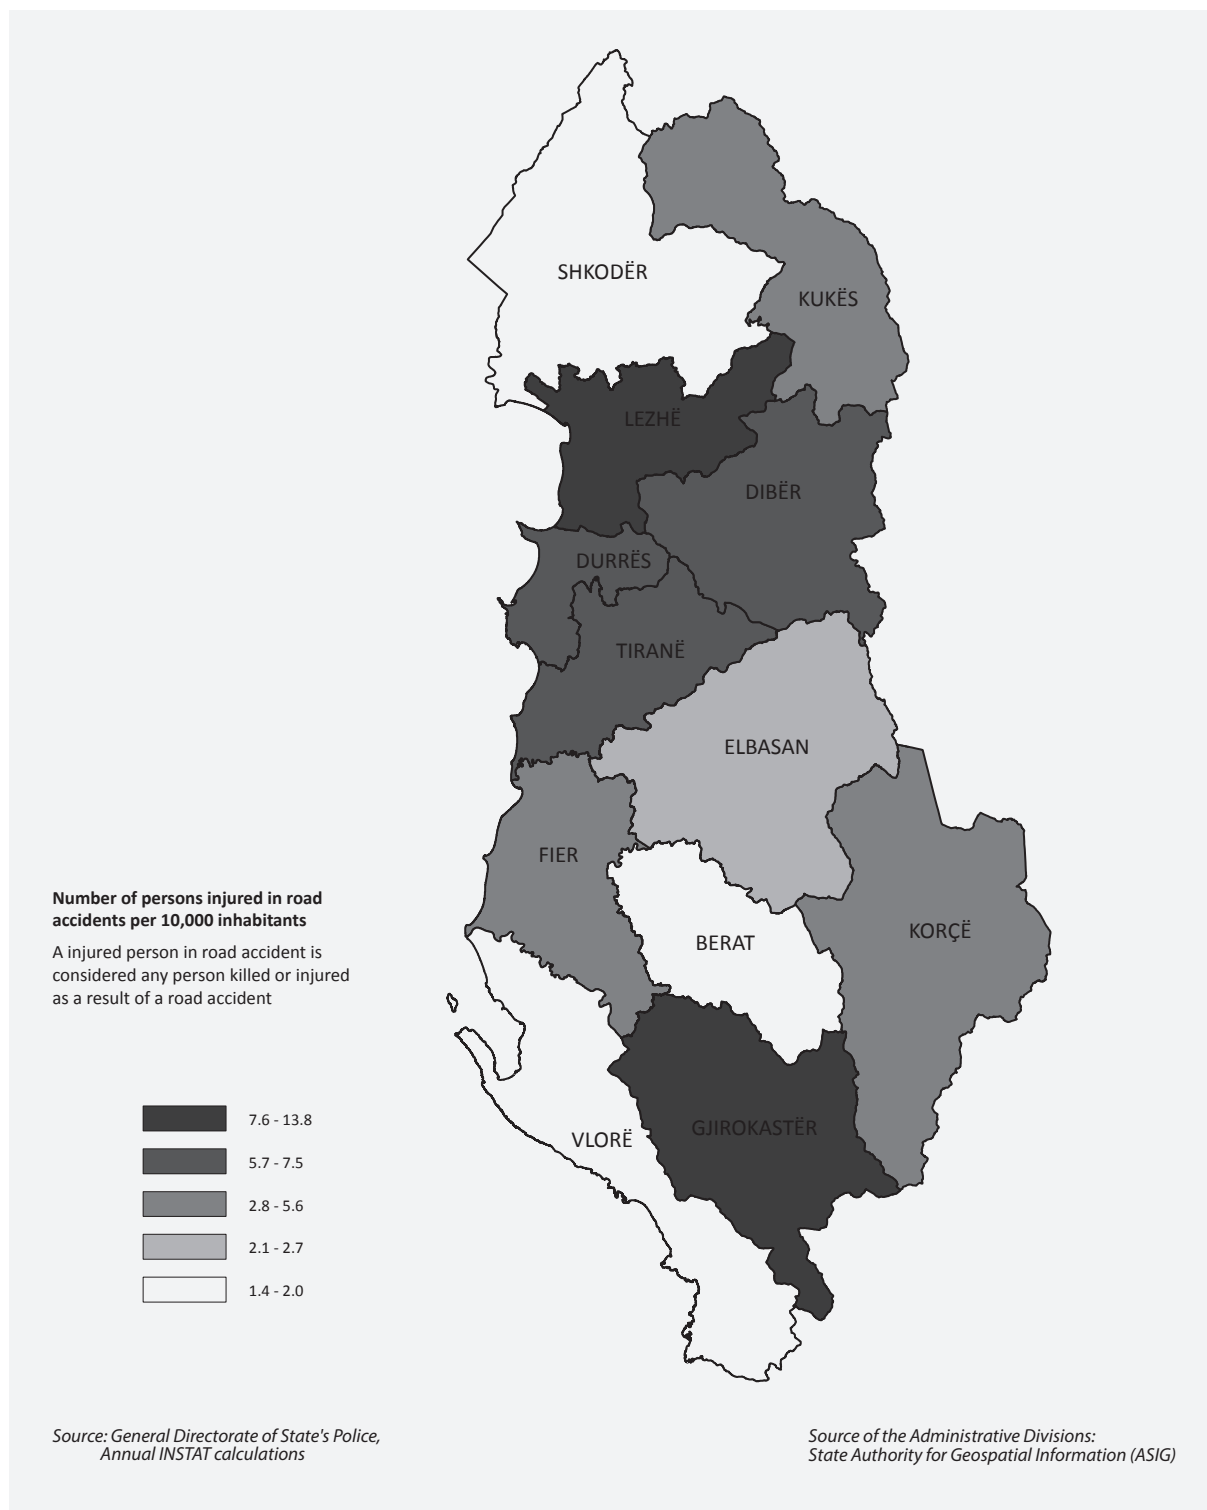 SHKODËR
KUKËS
LEZHË
DIBËR
DURRËS
TIRANË
ELBASAN
FIER
Number of persons injured in road
accidents per 10,000 inhabitants
A injured person in road accident is
considered any person killed or injured
as a result of a road accident
BERAT
KORÇË
7.6 - 13.8
5.7 - 7.5
2.8 - 5.6
2.1 - 2.7
1.4 - 2.0
VLORË
GJIROKASTËR
Source: General Directorate of State's Police,
Annual INSTAT calculations
Source of the Administrative Divisions:
State Authority for Geospatial Information (ASIG)